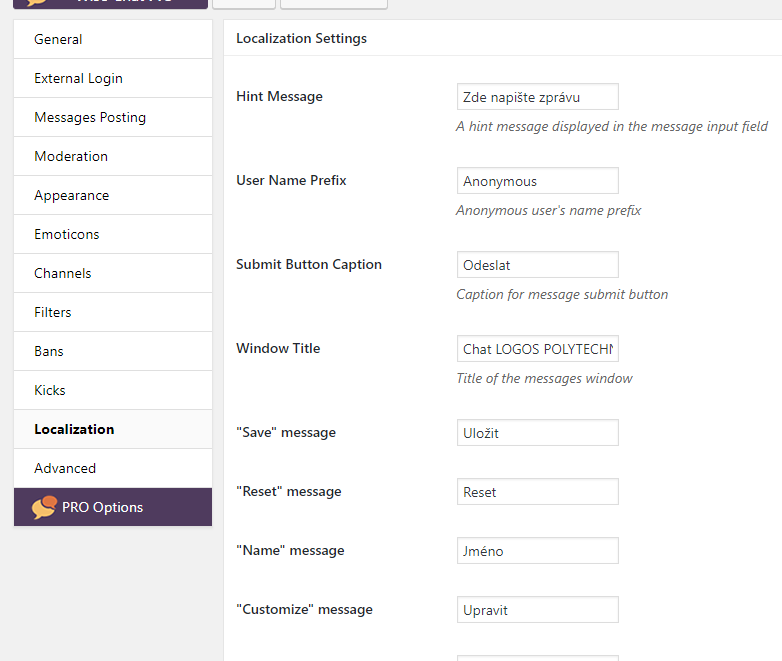 General
External Login
Messages Posting
Moderation
Appearance
Emoticons
Channels
Filters
Bans
Kicks
Localization
Advanced
PRO Options
Localization Settings
Hint Message
Zde napište zprávu
A hint message displayed in the message input field
User Name Prefix
Anonymous
Anonymous user's name prefix
Submit Button Caption
Odeslat
Caption for message submit button
Window Title
Chat LOGOS
Title of the messages window
"Save" message
Uložit
"Reset" message
Reset
"Name" message
Jméno
"Customize" message
Upravit